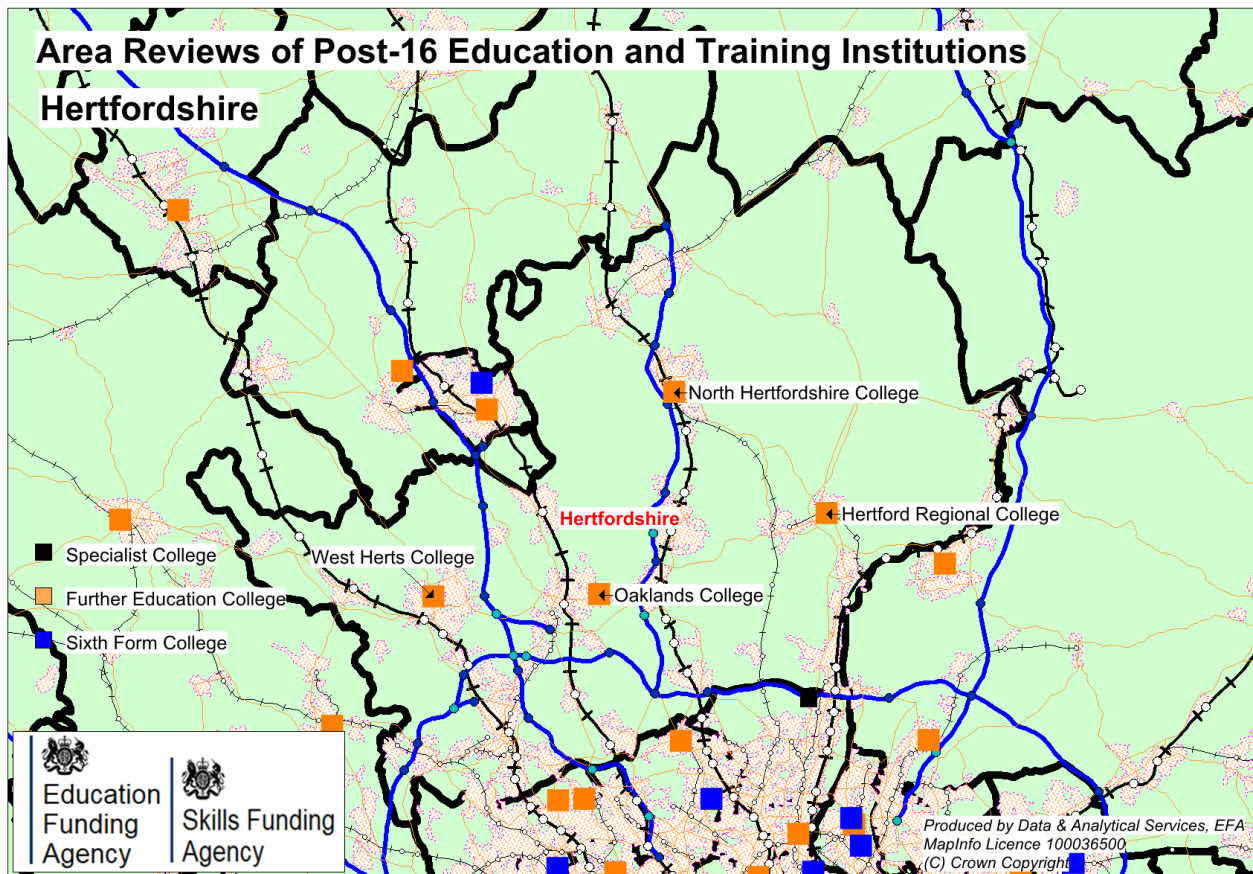 Area Reviews of Post-16 Education and Training Institutions
Hertfordshire
North Hertfordshire College
Hertford Regional College
Hertfordshire
West Herts College
Oaklands College
Specialist College
Further Education College
Sixth Form College
Education
Funding
Agency
Skills Funding
Agency
Produced by Data & Analytical Services, EFA
MapInfo Licence 100036500
(C) Crown Copyright